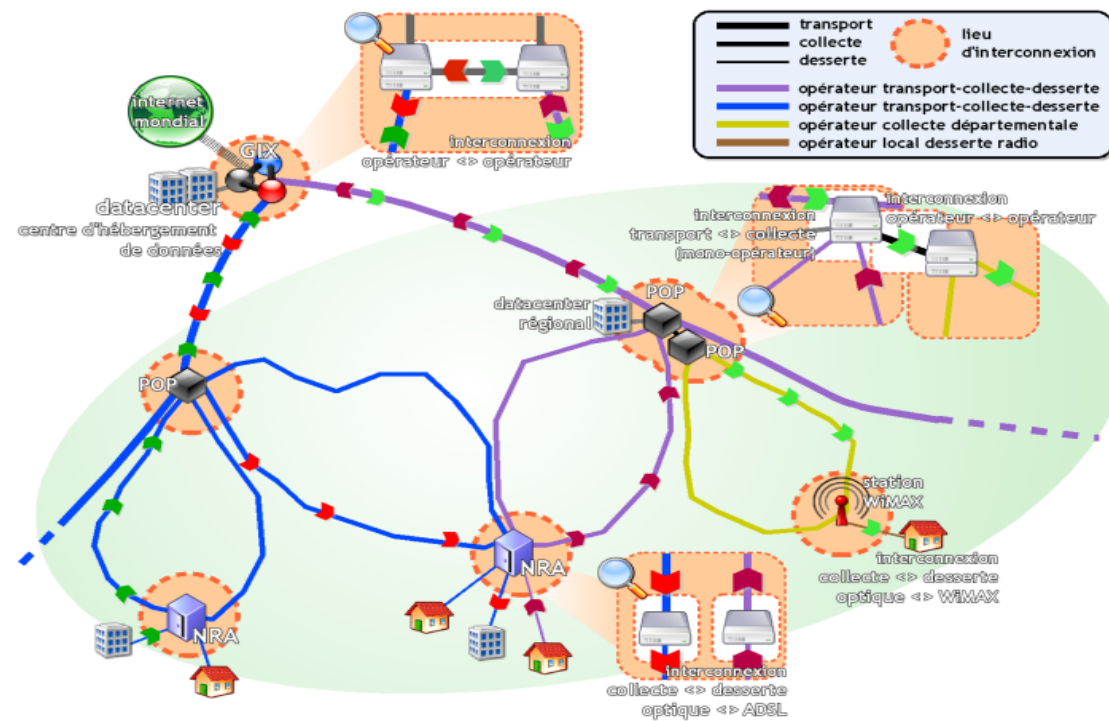 transport
collecte
desserte
lieu
d'interconnexion
opérateur transport-collecte-desserte
opérateur transport-collecte-desserte
opérateur collecte départementale
opérateur local desserte radio
internet
mondial
GIX
datacenter
centre d'hébergement
de données
interconnexion
opérateur <> opérateur
interconnexion
transport <> collecte
(mono-opérateur)
interconnexion
opérateur <> opérateur
datacenter
régional
POP
POP
POP
station
WiMAX
interconnexion
collecte <> desserte
optique <> WiMAX
NRA
NRA
interconnexion
collecte <> desserte
optique <> ADSL